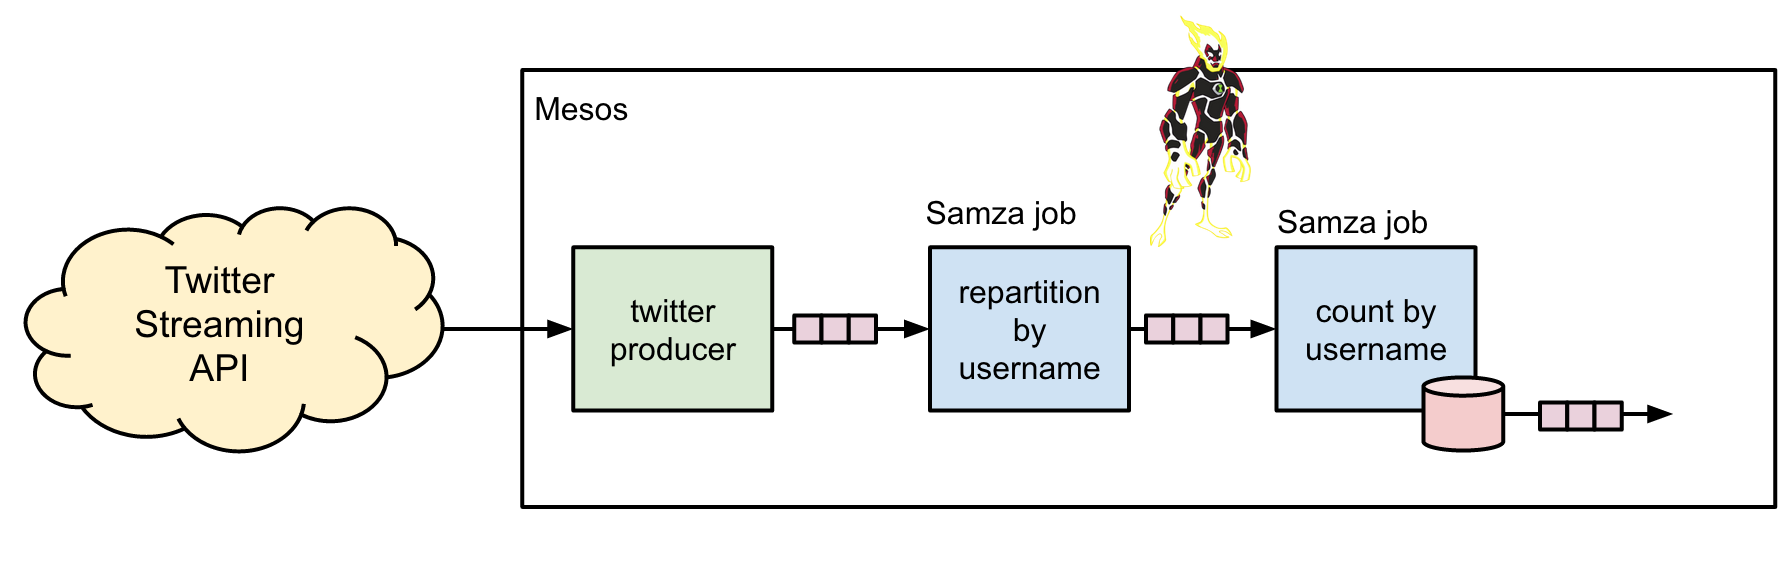 Mesos
Twitter
Streaming
API
twitter
producer
Samza job
repartition
by
username
Samza job
count by
username